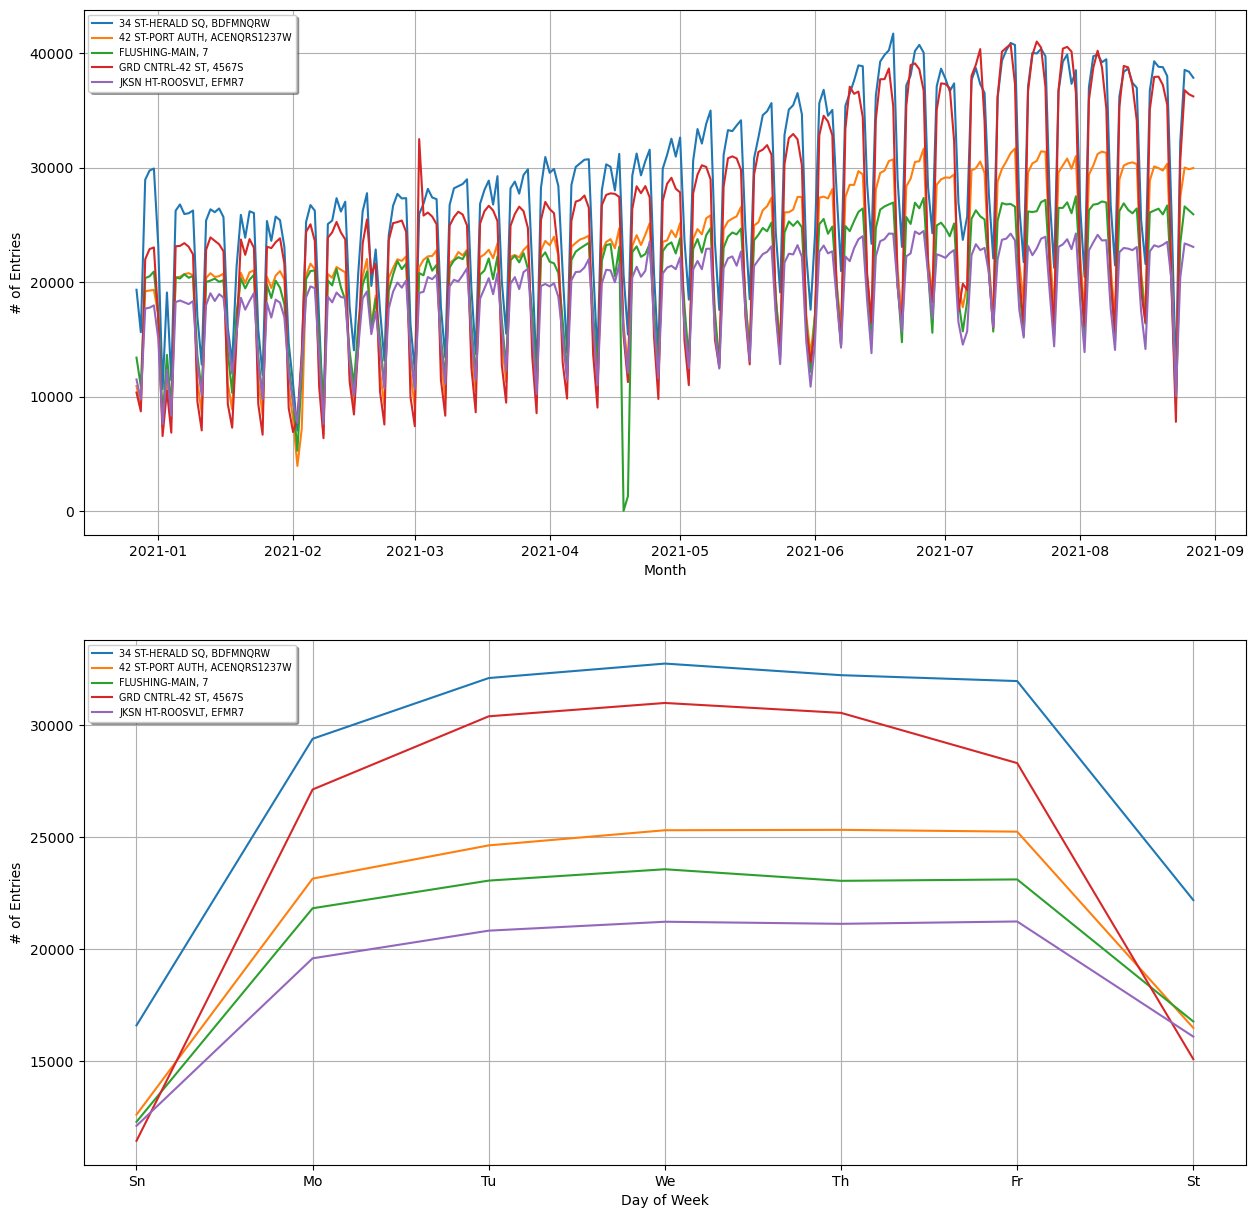 34 ST-HERALD SQ, BDFMNQRW
42 ST-PORT AUTH, ACENQRS1237W
FLUSHING-MAIN, 7
GRD CNTRL-42 ST, 4567S
JKSN HT-ROOSVLT, EFMR7
# of Entries
40000
30000
20000
10000
0
2021-01 2021-02 2021-03 2021-04 2021-05 2021-06 2021-07 2021-08 2021-09
Month
34 ST-HERALD SQ, BDFMNQRW
42 ST-PORT AUTH, ACENQRS1237W
FLUSHING-MAIN, 7
GRD CNTRL-42 ST, 4567S
JKSN HT-ROOSVLT, EFMR7
# of Entries
30000
25000
20000
15000
Sn Mo Tu We Th Fr St
Day of Week